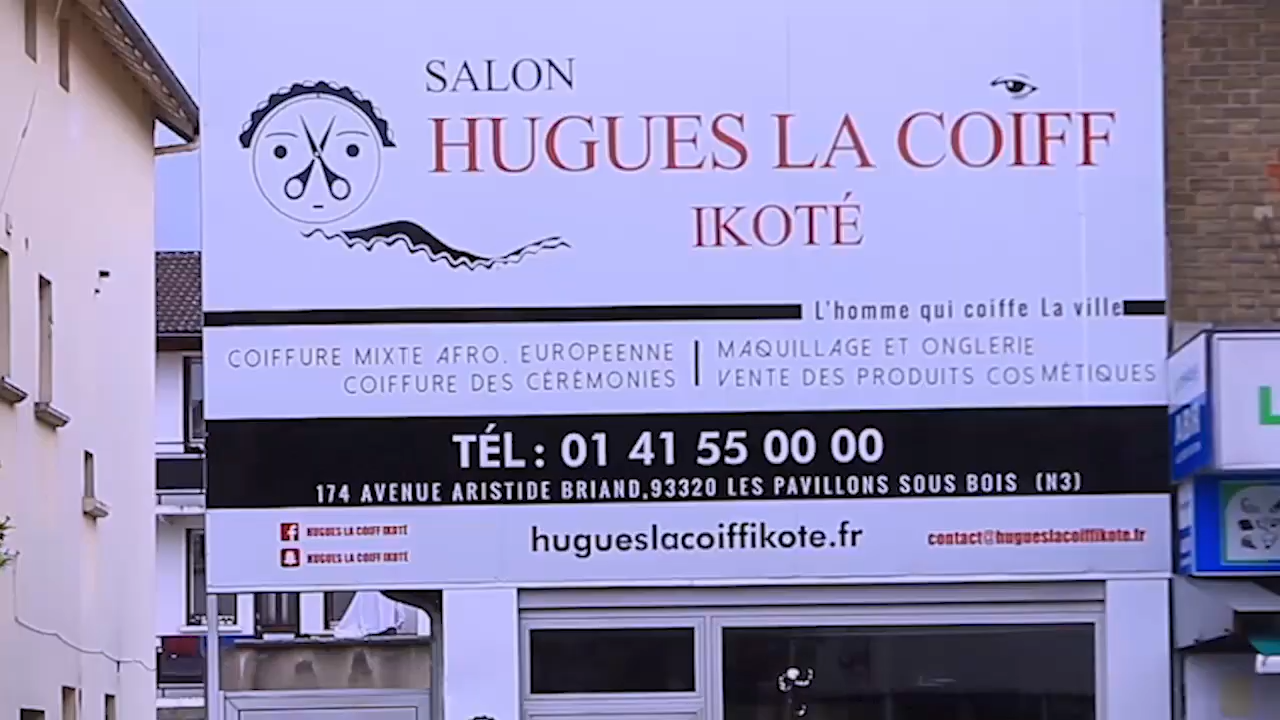 SALON
HUGUES LA COIFF
IKOTÉ
L'homme qui coiffe La ville
COIFFURE MIXTE AFRO. EUROPEENNE
COIFFURE DES CÉRÉMONIES
MAQUILLAGE ET ONGLERIE
VENTE DES PRODUITS COSMÉTIQUES
TÉL : 01 41 55 00 00
174 AVENUE ARISTIDE BRIAND,93320 LES PAVILLONS SOUS BOIS (N3)
HUGUES LA COIFF IKOTÉ
HUGUES LA COIFF IKOTÉ
hugueslacoiffikote.fr
contact@hugueslacoiffikote.fr